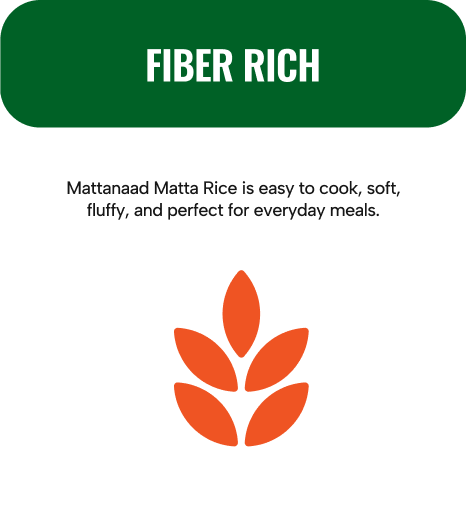 FIBER RICH
Mattanaad Matta Rice is easy to cook, soft,
fluffy, and perfect for everyday meals.